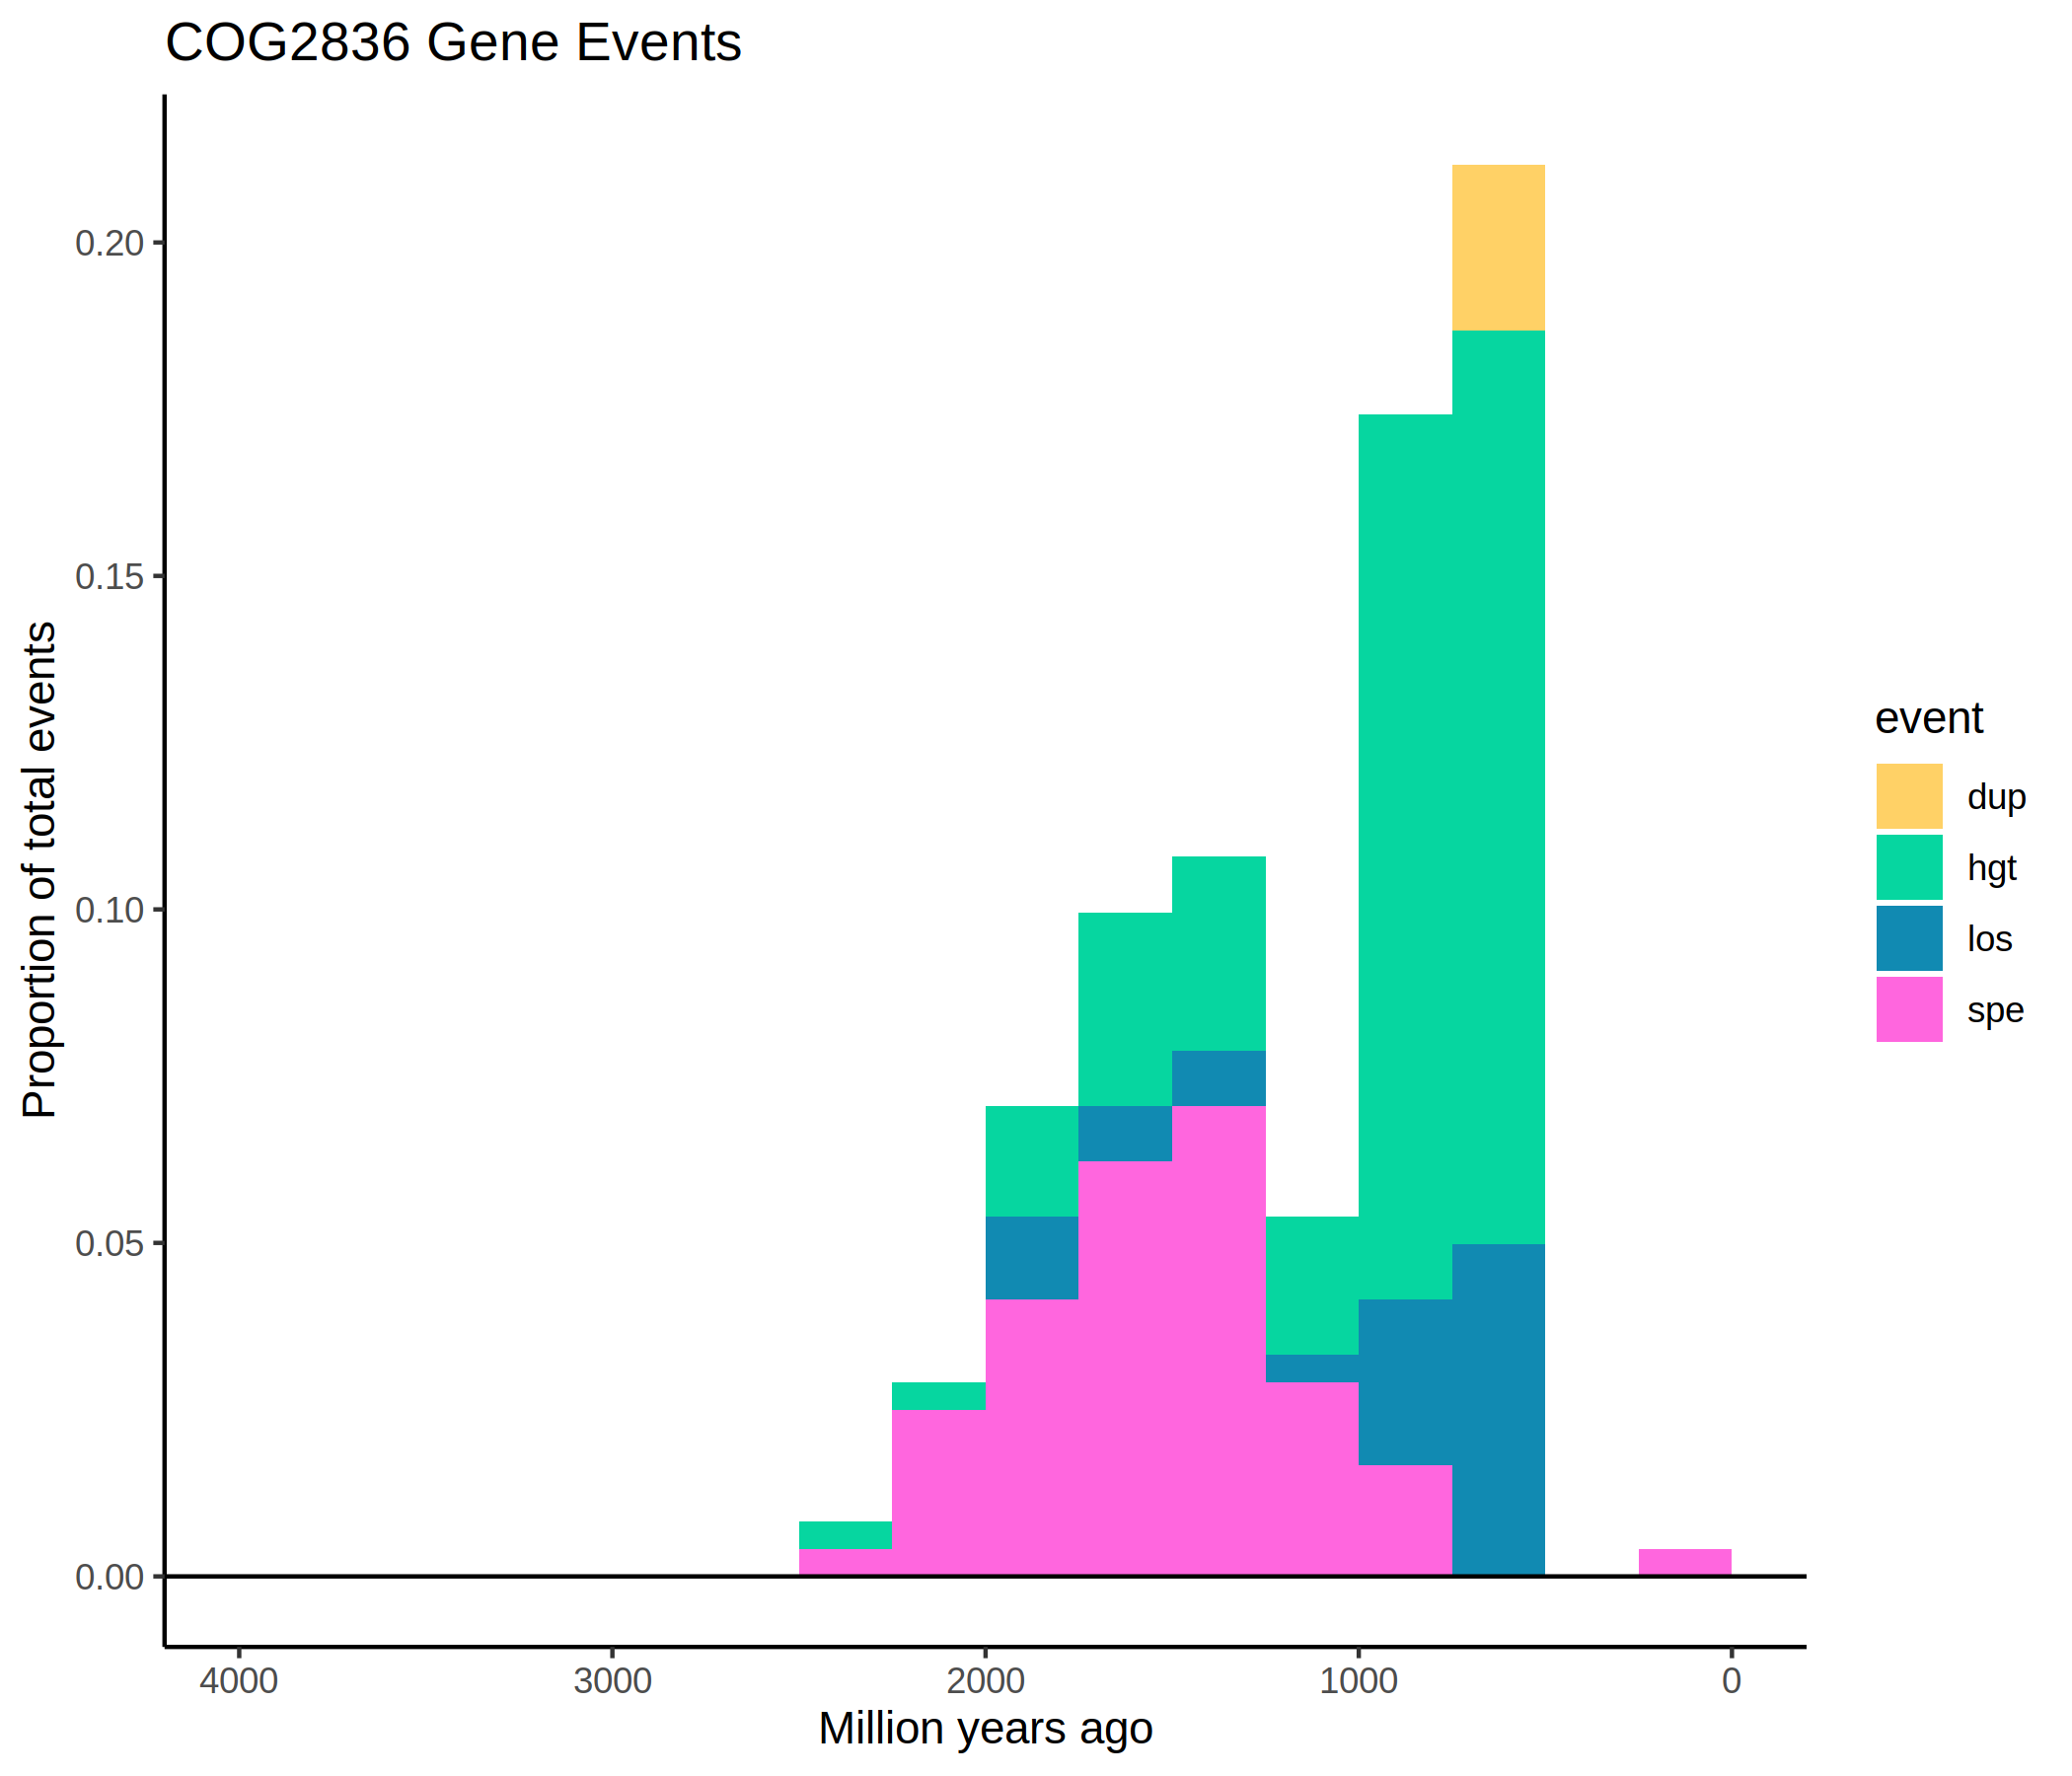 COG2836 Gene Events
Proportion of total events
0.20
0.15
0.10
0.05
0.00
4000 3000 2000 1000 0
Million years ago
event
dup
hgt
los
spe